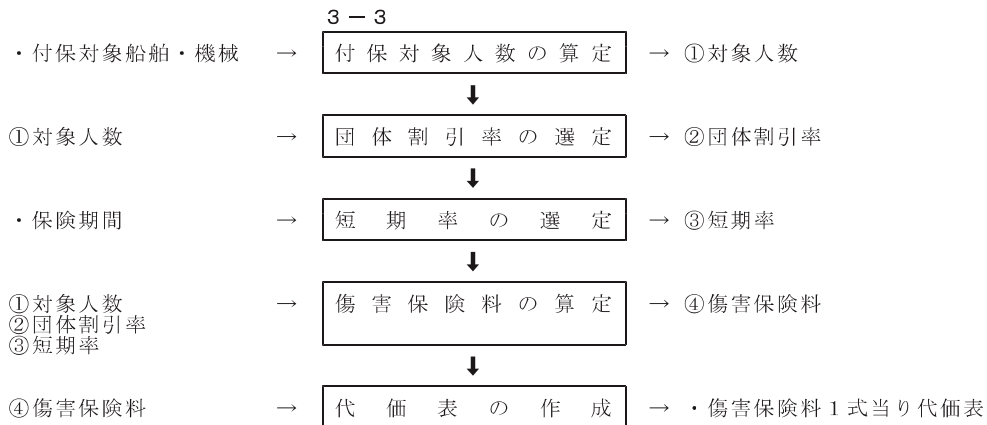 3－3
・付保対象船舶・機械 → 付保対象人数の算定 → ①対象人数
⬇
①対象人数 → 団体割引率の選定 → ②団体割引率
⬇
・保険期間 → 短期率の選定 → ③短期率
⬇
①対象人数 → 傷害保険料の算定 → ④傷害保険料
②団体割引率
③短期率
⬇
④傷害保険料 → 代価表の作成 → ・傷害保険料1式当り代価表